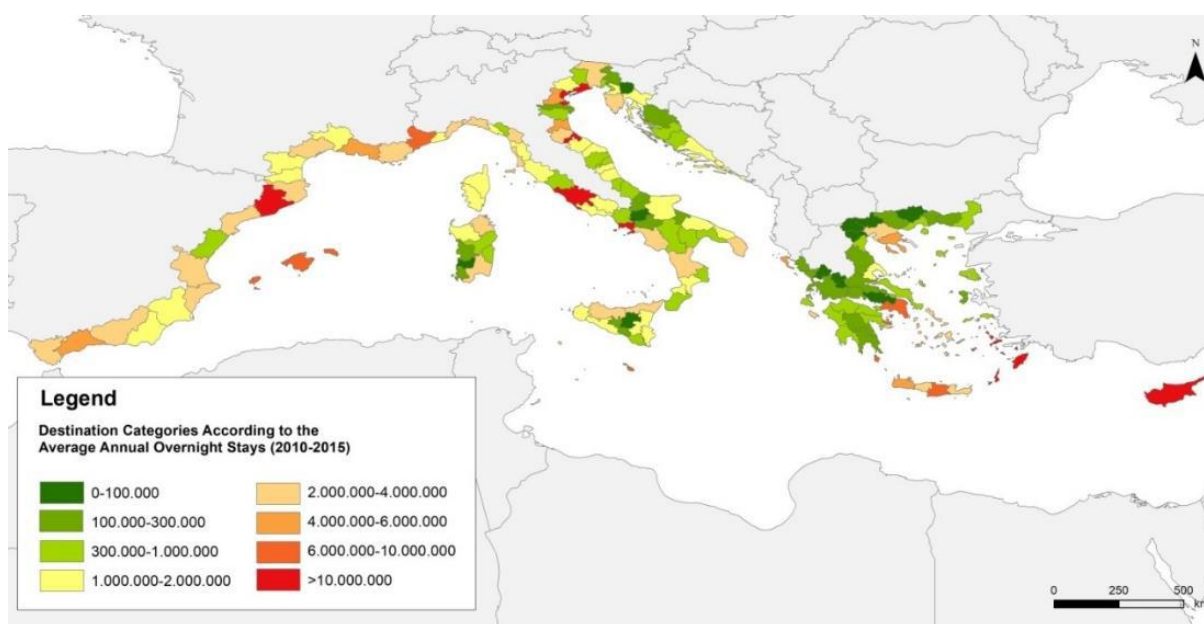 N
Legend
Destination Categories According to the
Average Annual Overnight Stays (2010-2015)
0-100.000
100.000-300.000
300.000-1.000.000
1.000.000-2.000.000
2.000.000-4.000.000
4.000.000-6.000.000
6.000.000-10.000.000
>10.000.000
0 250 500
km